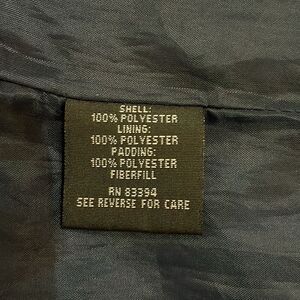 SHELL:
100% POLYESTER
LINING:
100% POLYESTER
PADDING:
100% POLYESTER
FIBERFILL
RN 83394
SEE REVERSE FOR CARE